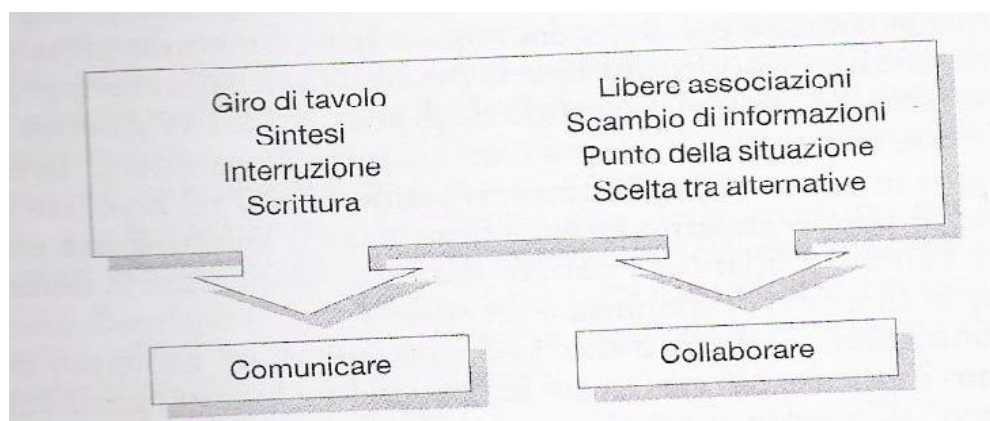 Giro di tavolo
Sintesi
Interruzione
Scrittura
Libere associazioni
Scambio di informazioni
Punto della situazione
Scelta tra alternative
Comunicare
Collaborare